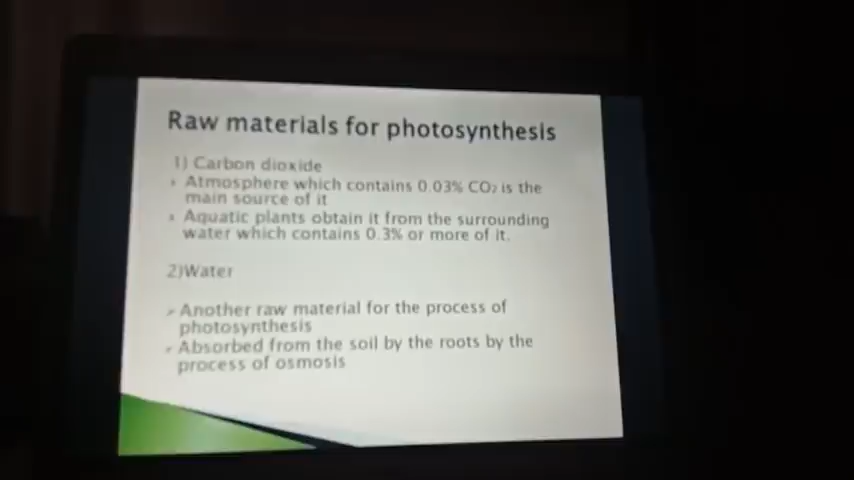 Raw materials for photosynthesis
1) Carbon dioxide
Atmosphere which contains 0.03% CO₂ is the
main source of it
Aquatic plants obtain it from the surrounding
water which contains 0.3% or more of it.
2)Water
Another raw material for the process of
photosynthesis
Absorbed from the soil by the roots by the
process of osmosis